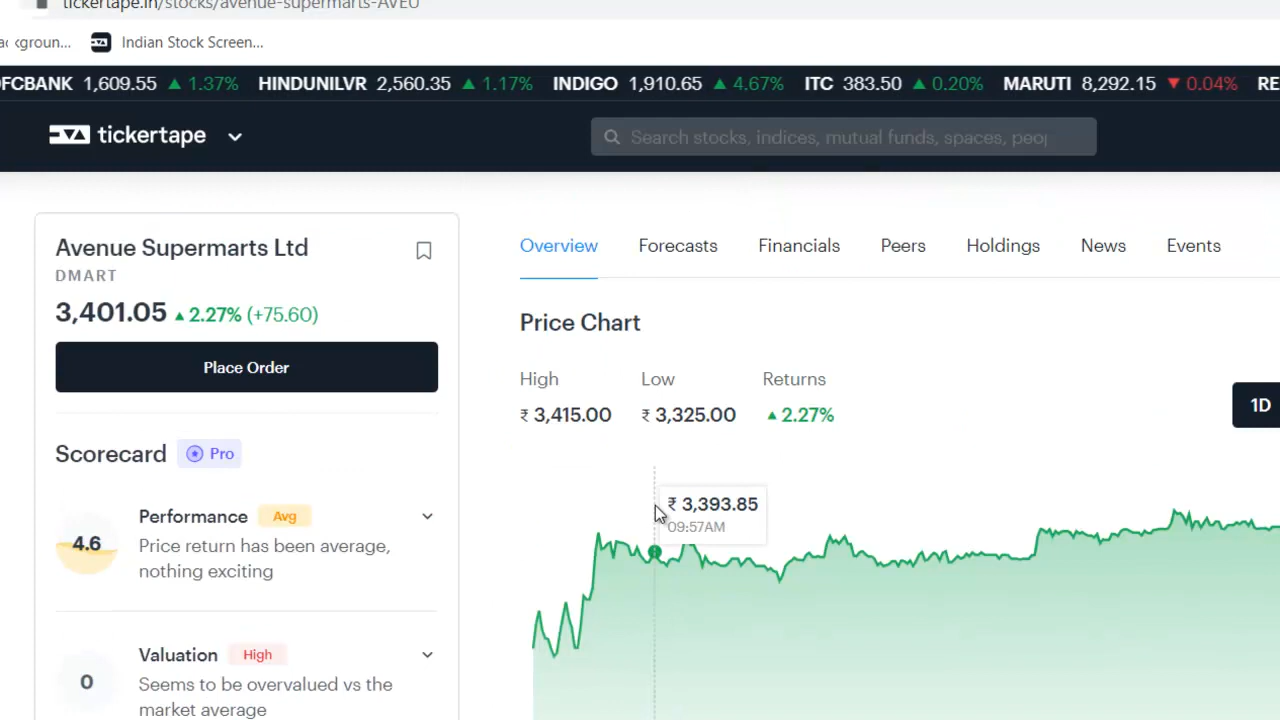 tickertape.in/stocks/avenue-supermarts-AVEU
kgroun... Indian Stock Screen...
FCBANK 1,609.55 ▲ 1.37% HINDUNILVR 2,560.35 ▲ 1.17% INDIGO 1,910.65 ▲ 4.67% ITC 383.50 ▲ 0.20% MARUTI 8,292.15 ▼ 0.04% RE
tickertape
Search stocks, indices, mutual funds, spaces, peop
Avenue Supermarts Ltd
DMART
3,401.05 ▲ 2.27% (+75.60)
Place Order
Scorecard Pro
Performance Avg
4.6
Price return has been average,
nothing exciting
Valuation High
0
Seems to be overvalued vs the
market average
Overview Forecasts Financials Peers Holdings News Events
Price Chart
High Low Returns
₹ 3,415.00 ₹ 3,325.00 ▲ 2.27%
1D
₹ 3,393.85
09:57AM